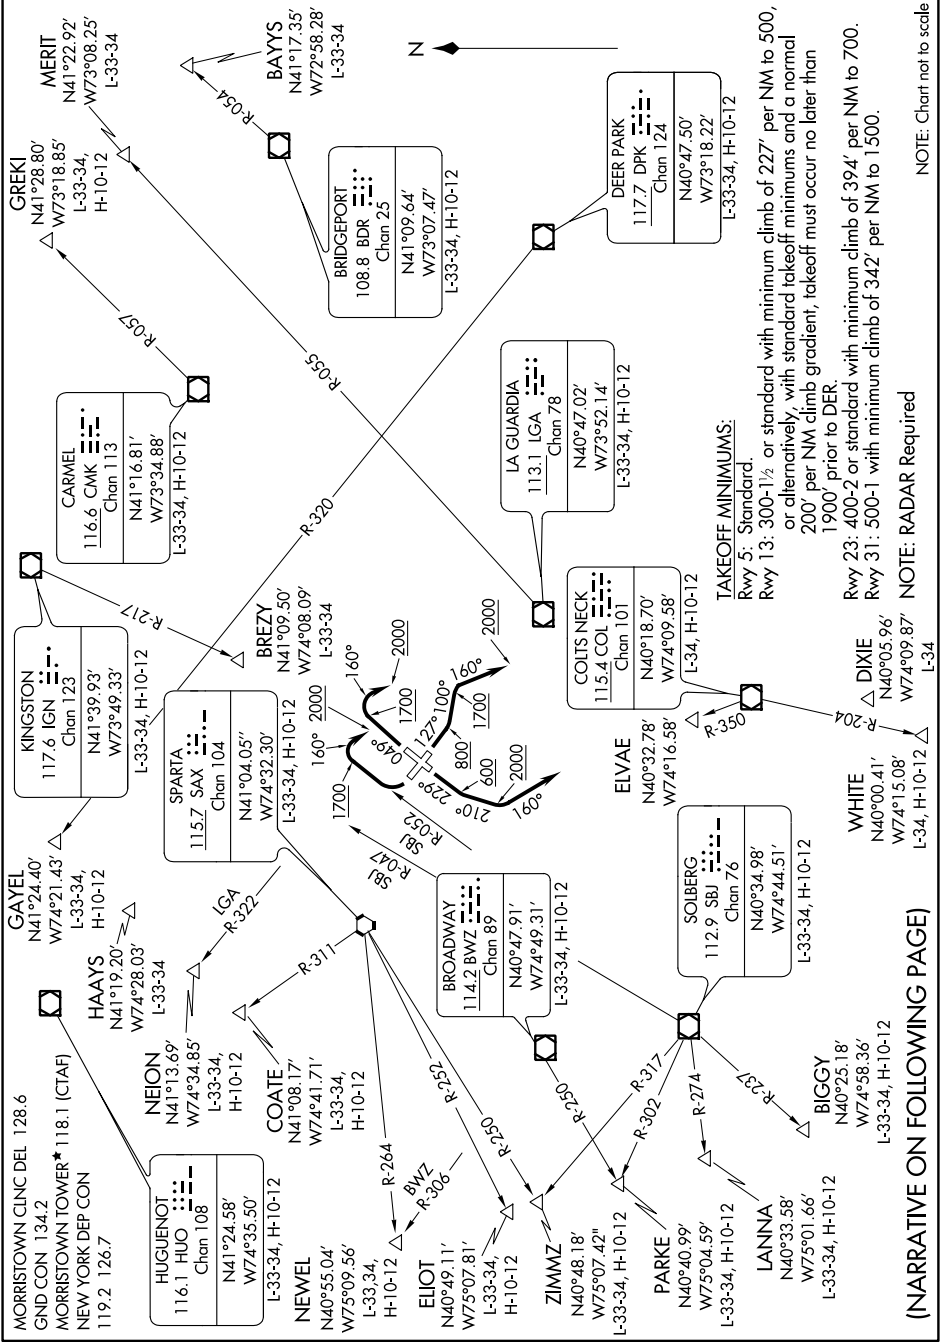 MORRISTOWN CLNC DEL 128.6
GND CON 134.2
MORRISTOWN TOWER★118.1 (CTAF)
NEW YORK DEP CON
119.2 126.7
HUGUENOT
116.1 HUO
Chan 108
N41°24.58′
W74°35.50′
L-33-34, H-10-12
GAYEL
N41°24.40′
W74°21.43′
L-33-34,
H-10-12
HAAYS
N41°19.20′
W74°28.03′
L-33-34
NEION
N41°13.69′
W74°34.85′
L-33-34,
H-10-12
LGA
R-322
COATE
N41°08.17′
W74°41.71′
L-33-34,
H-10-12
R-311
KINGSTON
117.6 IGN
Chan 123
N41°39.93′
W73°49.33′
L-33-34, H-10-12
R-217
BREZY
N41°09.50′
W74°08.09′
L-33-34
SPARTA
115.7 SAX
Chan 104
N41°04.05″
W74°32.30′
L-33-34, H-10-12
CARMEL
116.6 CMK
Chan 113
N41°16.81′
W73°34.88′
L-33-34, H-10-12
R-057
GREKI
N41°28.80′
W73°18.85′
L-33-34,
H-10-12
MERIT
N41°22.92′
W73°08.25′
L-33-34
R-055
BAYYS
N41°17.35′
W72°58.28′
L-33-34
R-054
N
BRIDGEPORT
108.8 BDR
Chan 25
N41°09.64′
W73°07.47′
L-33-34, H-10-12
R-320
DEER PARK
117.7 DPK
Chan 124
N40°47.50′
W73°18.22′
L-33-34, H-10-12
LA GUARDIA
113.1 LGA
Chan 78
N40°47.02′
W73°52.14′
L-33-34, H-10-12
2000
160°
1700
160°
2000
1700
049°
127°
100°
160°
2000
1700
800
229°
600
210°
2000
160°
SBJ
R-052
SBJ
R-047
R-264
R-252
R-250
NEWEL
N40°55.04′
W75°09.56′
L-33,34,
H-10-12
BWZ
R-306
ELIOT
N40°49.11′
W75°07.81′
L-33-34,
H-10-12
ZIMMZ
N40°48.18′
W75°07.42″
L-33-34, H-10-12
BROADWAY
114.2 BWZ
Chan 89
N40°47.91′
W74°49.31′
L-33-34, H-10-12
R-250
R-317
R-302
R-274
R-237
PARKE
N40°40.99′
W75°04.59′
L-33-34, H-10-12
LANNA
N40°33.58′
W75°01.66′
L-33-34, H-10-12
BIGGY
N40°25.18′
W74°58.36′
L-33-34, H-10-12
SOLBERG
112.9 SBJ
Chan 76
N40°34.98′
W74°44.51′
L-33-34, H-10-12
COLTS NECK
115.4 COL
Chan 101
N40°18.70′
W74°09.58′
L-34, H-10-12
ELVAE
N40°32.78′
W74°16.58′
R-350
R-204
WHITE
N40°00.41′
W74°15.08′
L-34, H-10-12
DIXIE
N40°05.96′
W74°09.87′
L-34
TAKEOFF MINIMUMS:
Rwy 5: Standard.
Rwy 13: 300-1½ or standard with minimum climb of 227′ per NM to 500,
or alternatively, with standard takeoff minimums and a normal
200′ per NM climb gradient, takeoff must occur no later than
1900′ prior to DER.
Rwy 23: 400-2 or standard with minimum climb of 394′ per NM to 700.
Rwy 31: 500-1 with minimum climb of 342′ per NM to 1500.
NOTE: RADAR Required
NOTE: Chart not to scale
(NARRATIVE ON FOLLOWING PAGE)